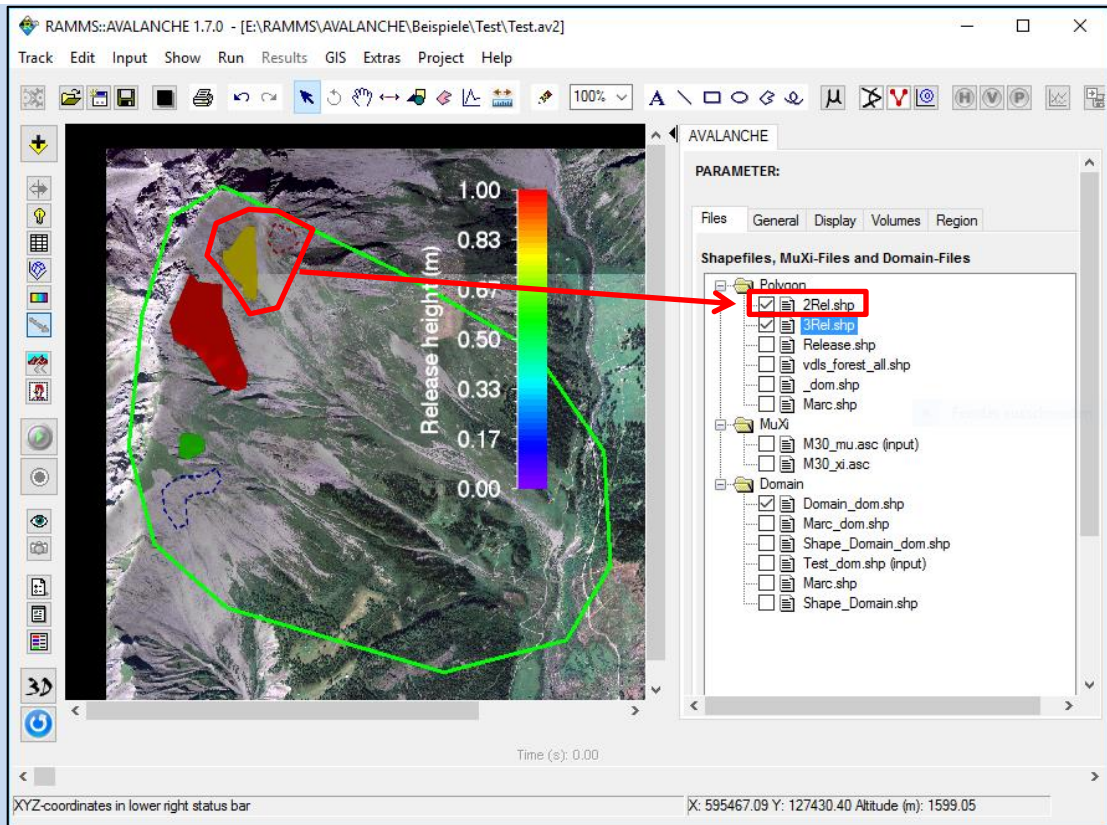 RAMMS::AVALANCHE 1.7.0 - [E:\RAMMS\AVALANCHE\Beispiele\Test\Test.av2]
Track Edit Input Show Run Results GIS Extras Project Help
100% A μ H V P
AVALANCHE
PARAMETER:
Files General Display Volumes Region
Shapefiles, MuXi-Files and Domain-Files
Polygon
2Rel.shp
3Rel.shp
Release.shp
vdls_forest_all.shp
_dom.shp
Marc.shp
MuXi
M30_mu.asc (input)
M30_xi.asc
Domain
Domain_dom.shp
Marc_dom.shp
Shape_Domain_dom.shp
Test_dom.shp (input)
Marc.shp
Shape_Domain.shp
Release height (m)
1.00
0.83
0.67
0.50
0.33
0.17
0.00
3D
Time (s): 0.00
XYZ-coordinates in lower right status bar
X: 595467.09 Y: 127430.40 Altitude (m): 1599.05